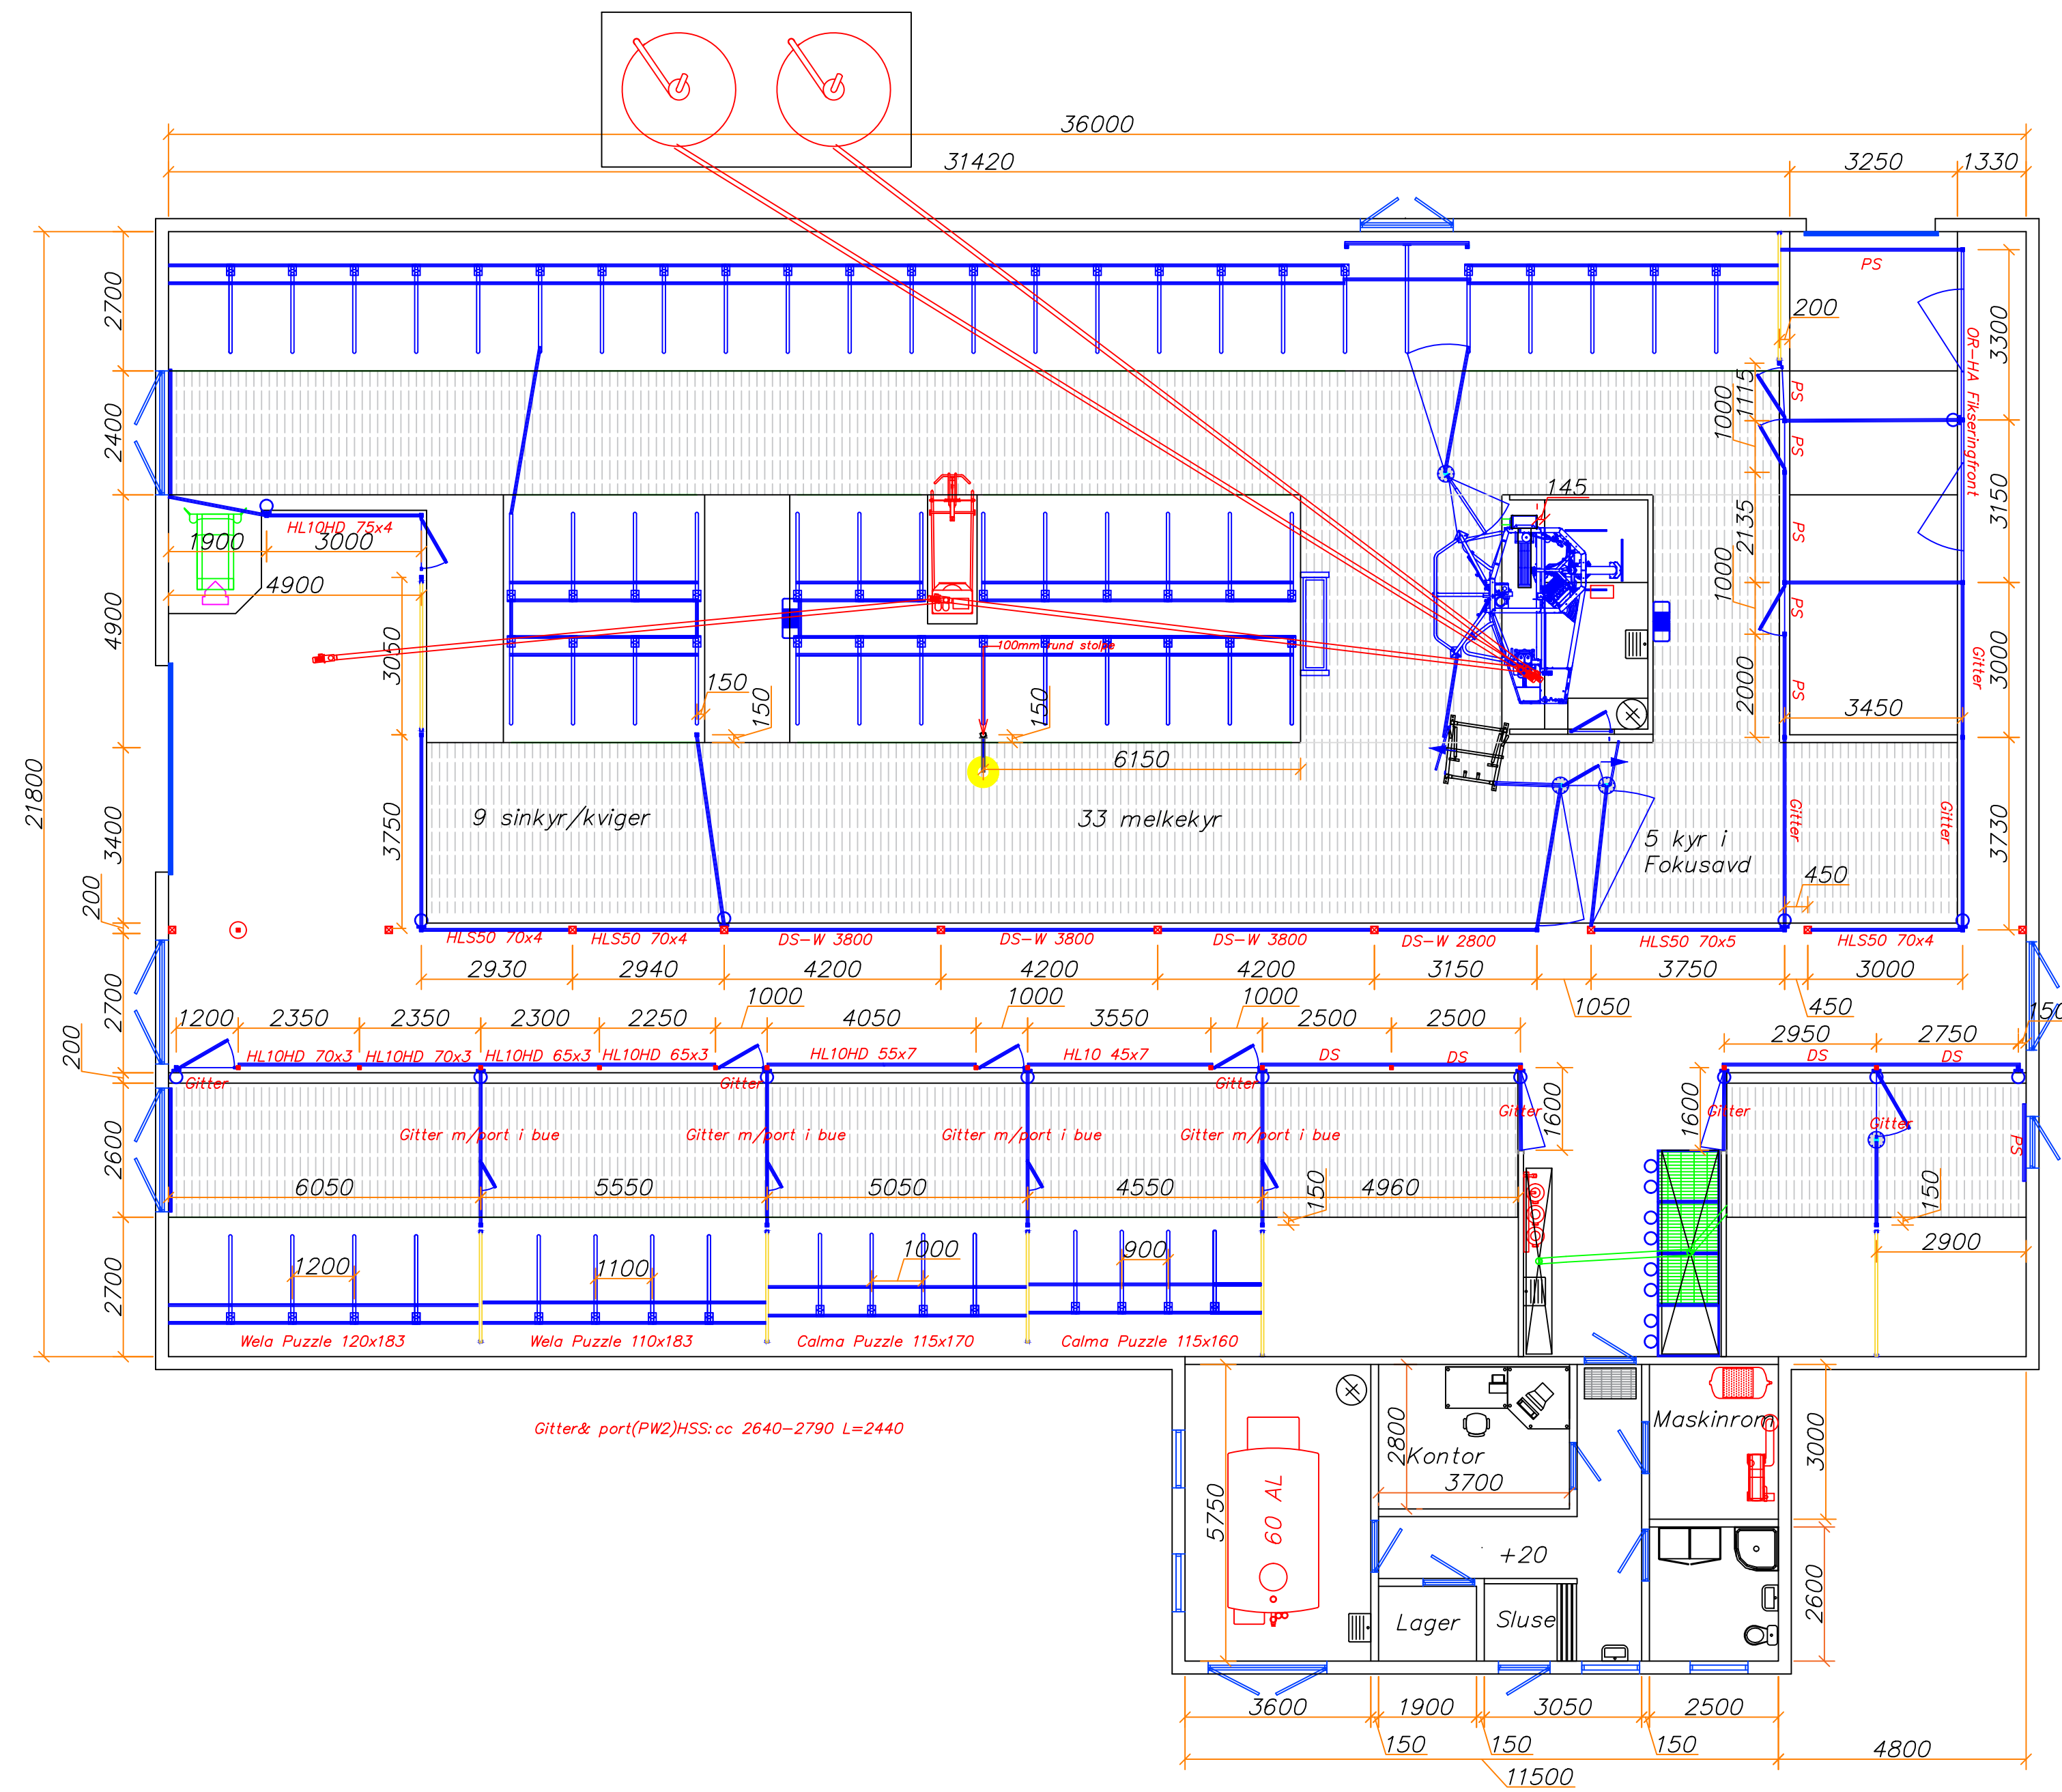 36000
31420
3250
1330
2700
2400
4900
21800
3400
200
2700
200
2600
2700
PS
200
3300
OR-HA Fikseringfront
1115
1000
PS
PS
3150
2135
1000
PS
PS
145
HL10HD 75x4
1900
3000
4900
3050
100mm rund stolpe
150
150
150
2000
PS
3450
Gitter
3000
6150
3750
9 sinkyr/kviger
33 melkekyr
5 kyr i
Fokusavd
Gitter
Gitter
3730
450
HLS50 70x4
HLS50 70x4
DS-W 3800
DS-W 3800
DS-W 3800
DS-W 2800
HLS50 70x5
HLS50 70x4
2930
2940
4200
4200
4200
3150
3750
3000
1000
1000
1000
1050
450
150
1200
2350
2350
2300
2250
4050
3550
2500
2500
2950
2750
HL10HD 70x3
HL10HD 70x3
HL10HD 65x3
HL10HD 65x3
HL10HD 55x7
HL10 45x7
DS
DS
DS
DS
Gitter
Gitter
Gitter
Gitter
Gitter
Gitter
1600
1600
Gitter m/port i bue
Gitter m/port i bue
Gitter m/port i bue
Gitter m/port i bue
PS
6050
5550
5050
4550
4960
150
150
2900
1200
1100
1000
900
Wela Puzzle 120x183
Wela Puzzle 110x183
Calma Puzzle 115x170
Calma Puzzle 115x160
Gitter& port(PW2)HSS:cc 2640-2790 L=2440
5750
60 AL
2800
Kontor
3700
Maskinrom
3000
+20
2600
Lager
Sluse
3600
1900
3050
2500
150
150
150
4800
11500